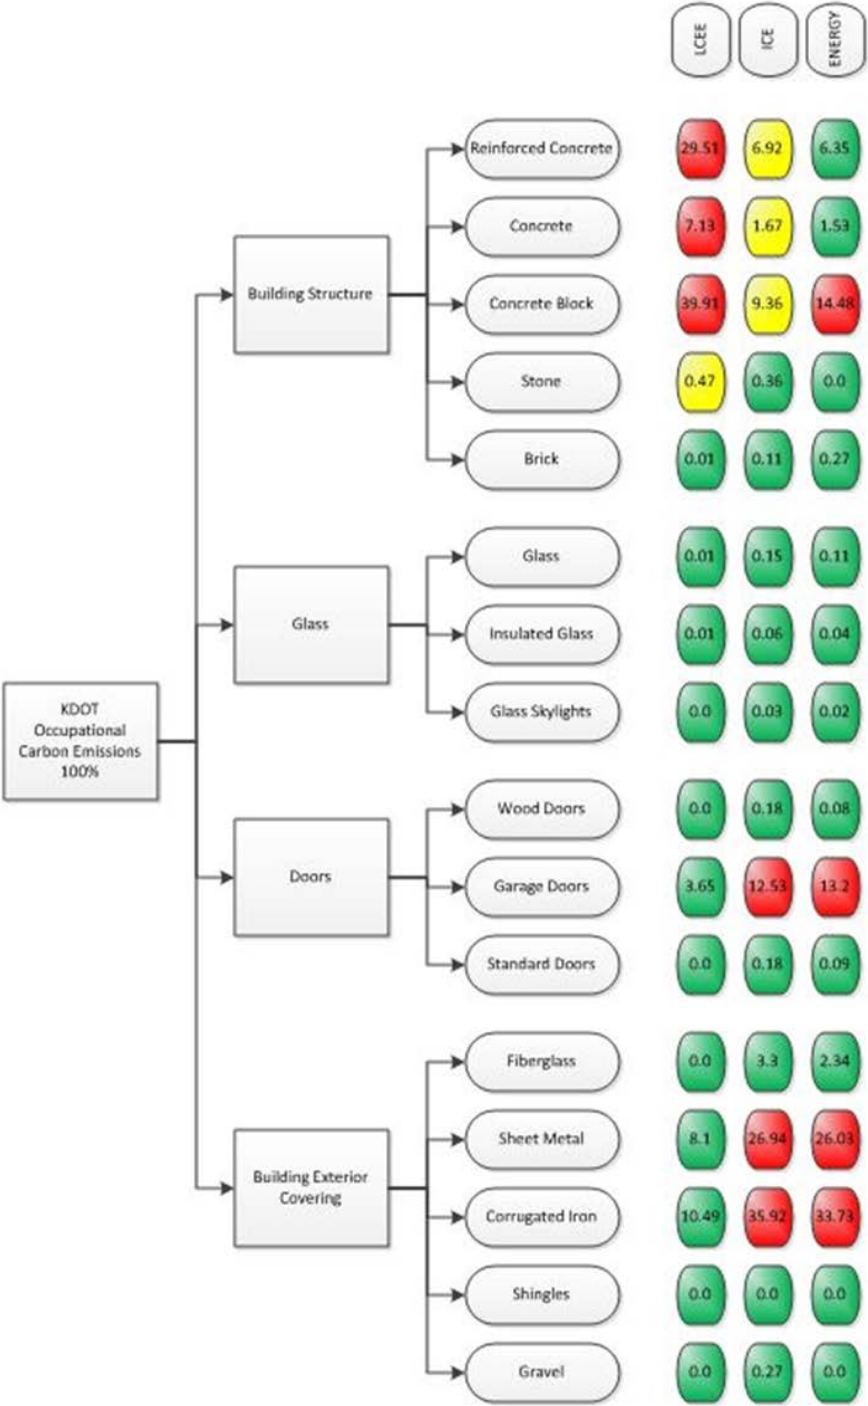 LCEE
ICE
ENERGY
Reinforced Concrete 29.51 6.92 6.35
Concrete 7.13 1.67 1.53
Building Structure
Concrete Block 39.91 9.36 14.48
Stone 0.47 0.36 0.0
Brick 0.01 0.11 0.27
Glass 0.01 0.15 0.11
Glass
Insulated Glass 0.01 0.06 0.04
Glass Skylights 0.0 0.03 0.02
KDOT
Occupational
Carbon Emissions
100%
Wood Doors 0.0 0.18 0.08
Doors
Garage Doors 3.65 12.53 13.2
Standard Doors 0.0 0.18 0.09
Fiberglass 0.0 3.3 2.34
Sheet Metal 8.1 26.94 26.03
Building Exterior
Covering
Corrugated Iron 10.49 35.92 33.73
Shingles 0.0 0.0 0.0
Gravel 0.0 0.27 0.0